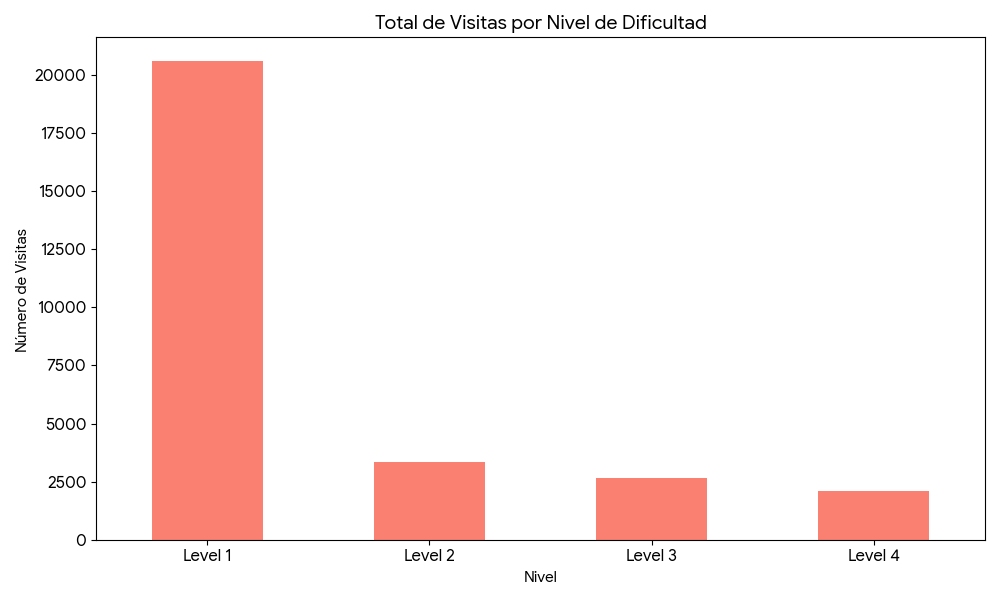 Total de Visitas por Nivel de Dificultad
Número de Visitas
20000
17500
15000
12500
10000
7500
5000
2500
0
Level 1
Level 2
Level 3
Level 4
Nivel